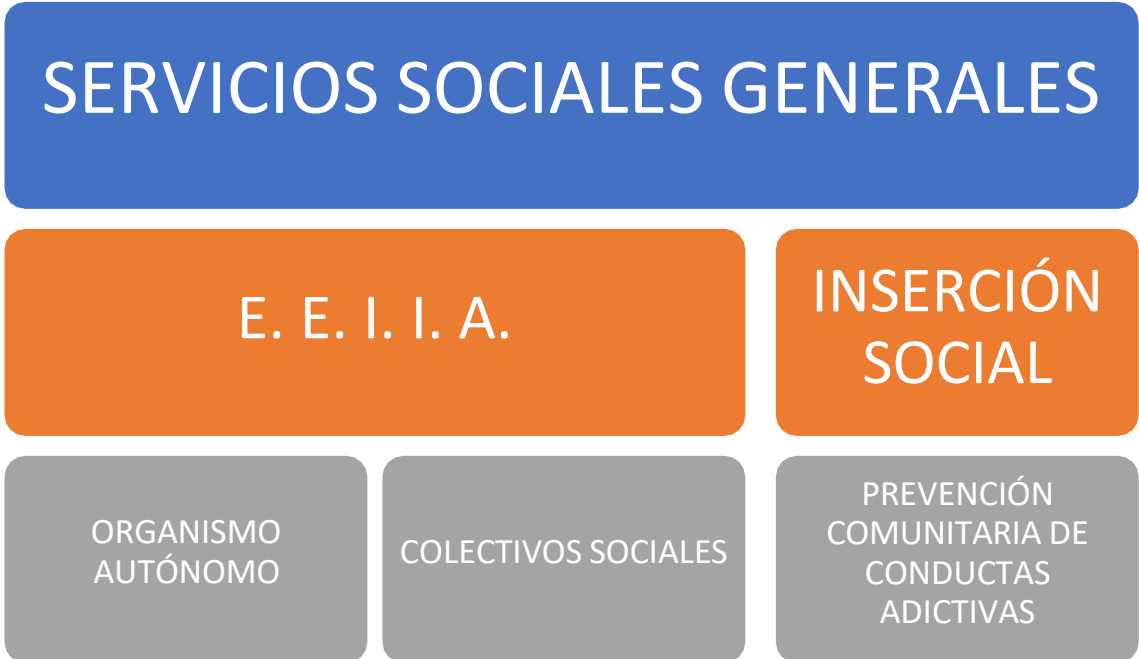 SERVICIOS SOCIALES GENERALES
E. E. I. I. A.
INSERCIÓN
SOCIAL
ORGANISMO
AUTÓNOMO
COLECTIVOS SOCIALES
PREVENCIÓN
COMUNITARIA DE
CONDUCTAS
ADICTIVAS